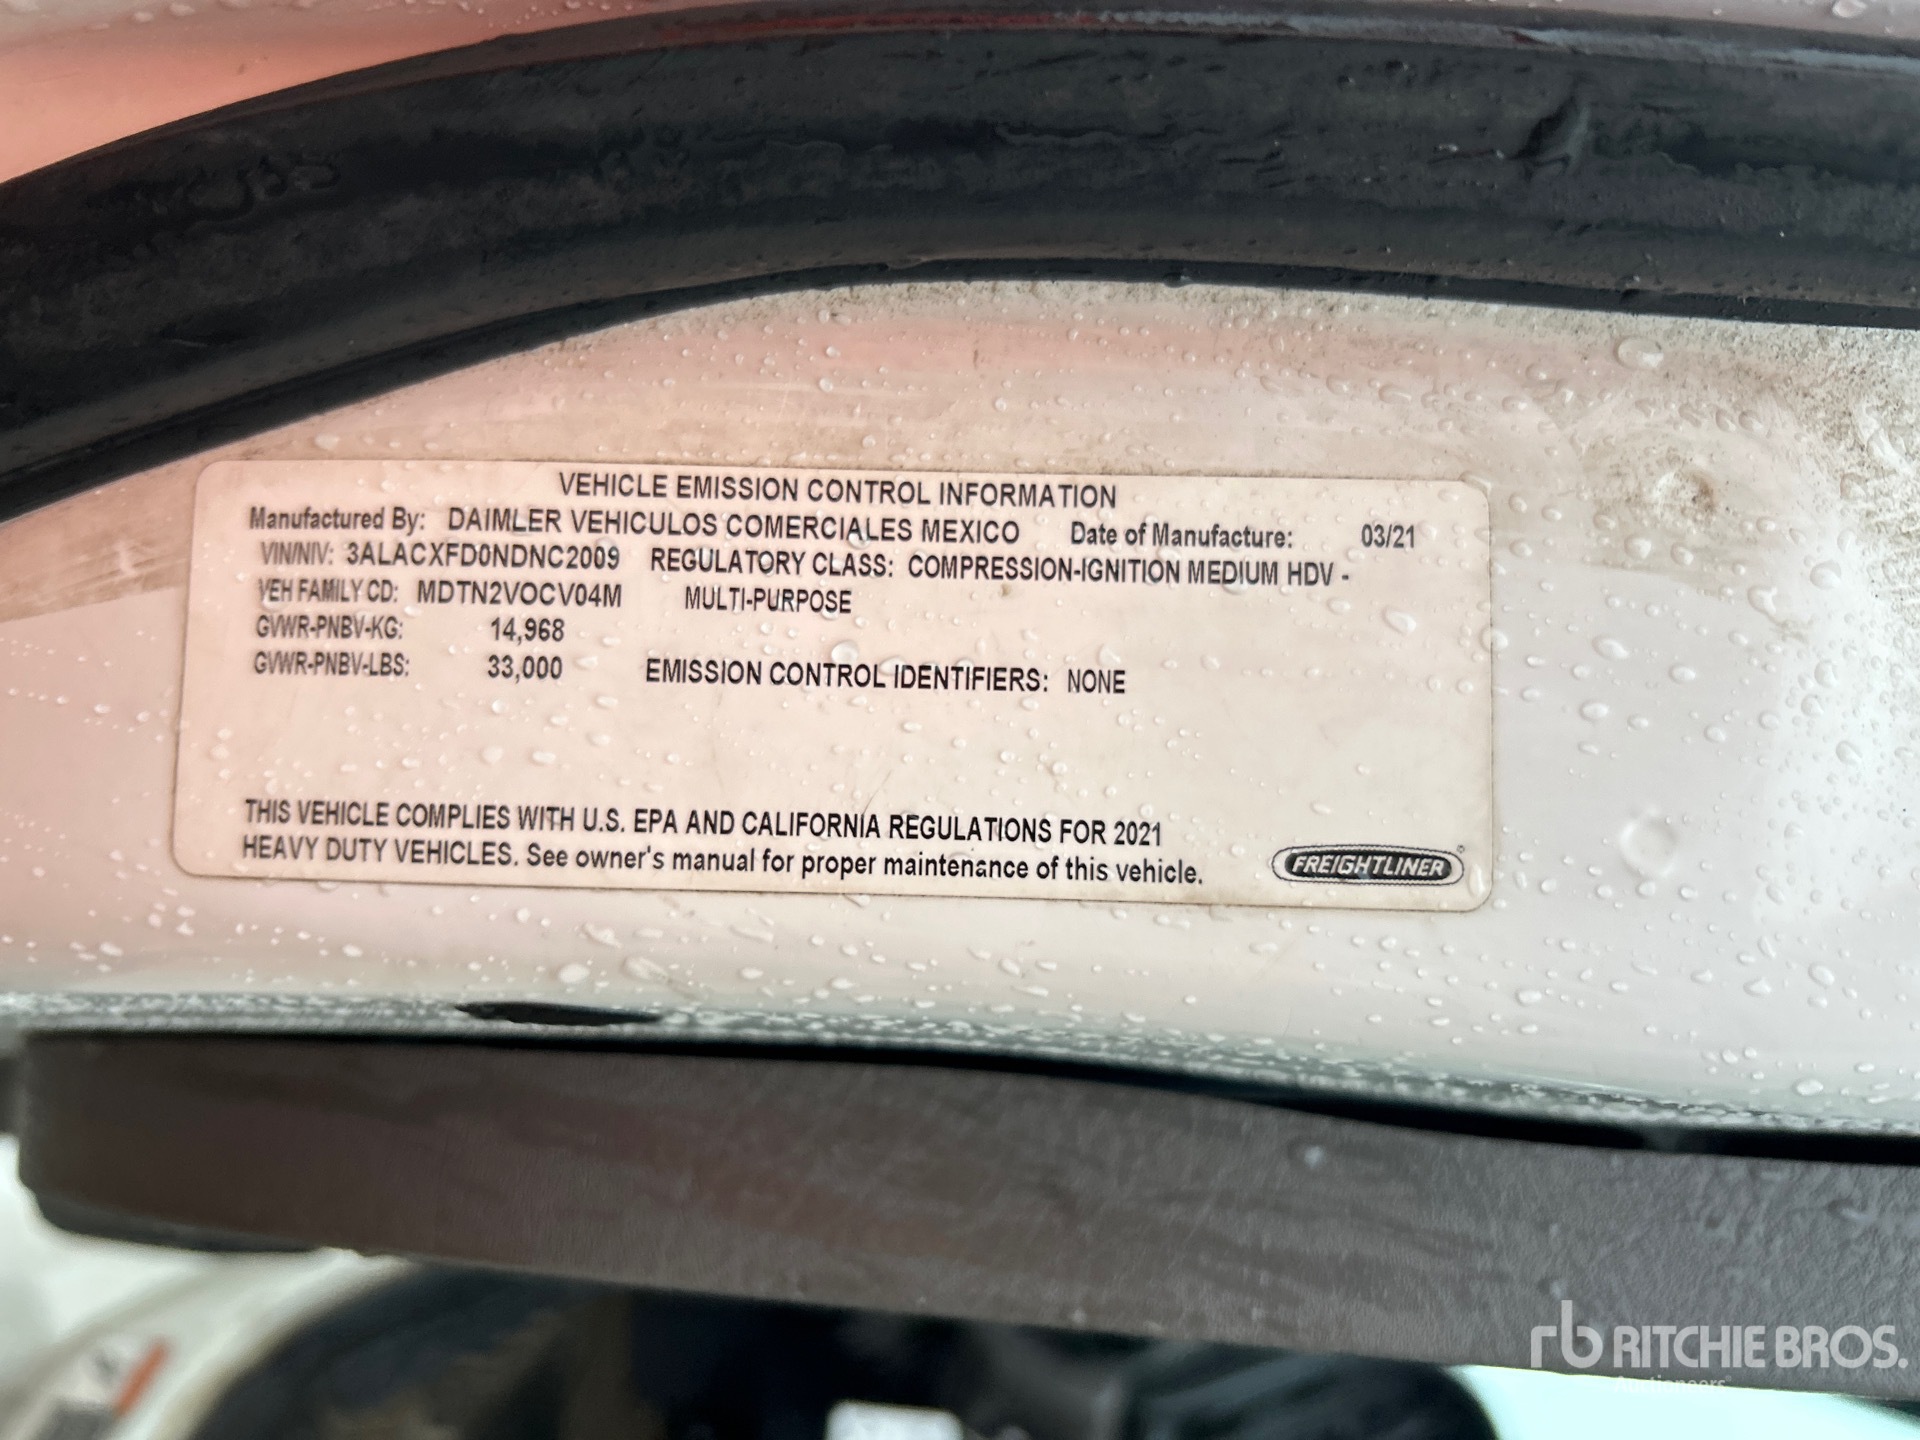 VEHICLE EMISSION CONTROL INFORMATION
Manufactured By: DAIMLER VEHICULOS COMERCIALES MEXICO Date of Manufacture: 03/21
VIN/NIV: 3ALACXFD0NDNC2009 REGULATORY CLASS: COMPRESSION-IGNITION MEDIUM HDV -
VEH FAMILY CD: MDTN2VOCV04M MULTI-PURPOSE
GVWR-PNBV-KG: 14,968
GVWR-PNBV-LBS: 33,000 EMISSION CONTROL IDENTIFIERS: NONE
THIS VEHICLE COMPLIES WITH U.S. EPA AND CALIFORNIA REGULATIONS FOR 2021
HEAVY DUTY VEHICLES. See owner's manual for proper maintenance of this vehicle.
FREIGHTLINER
rb RITCHIE BROS.
Auctioneers